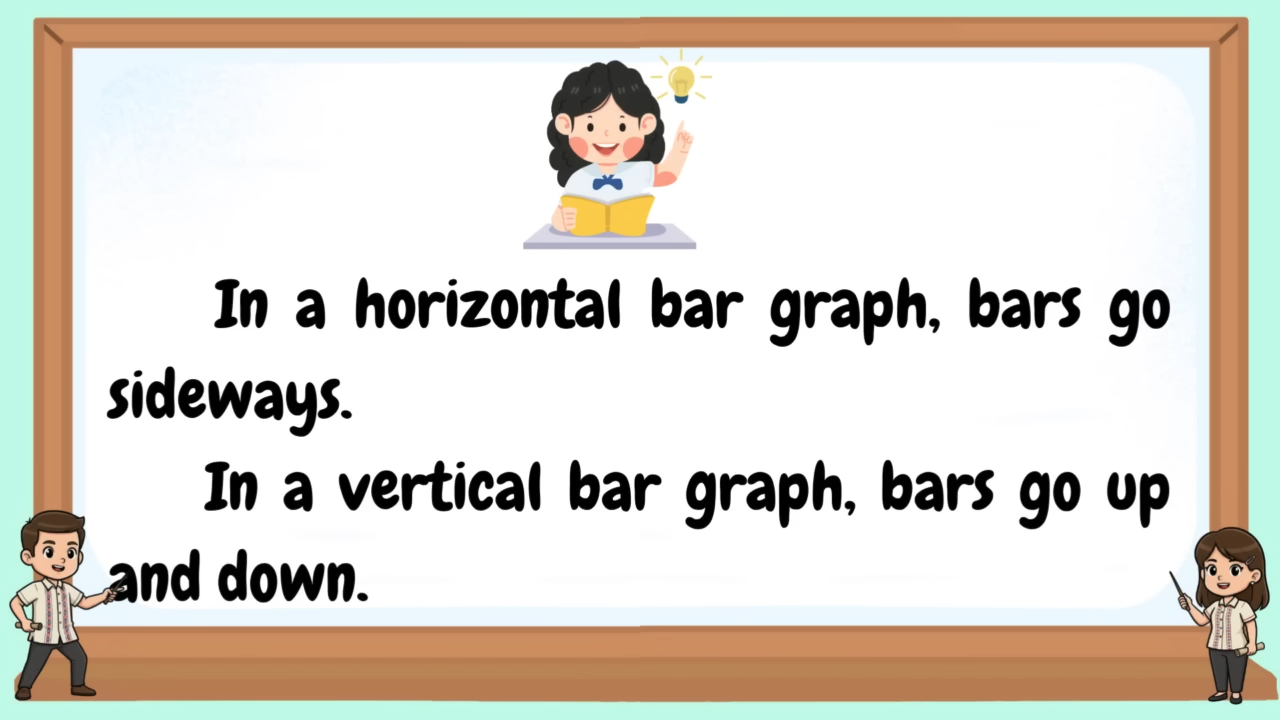 In a horizontal bar graph, bars go
sideways.
In a vertical bar graph, bars go up
and down.